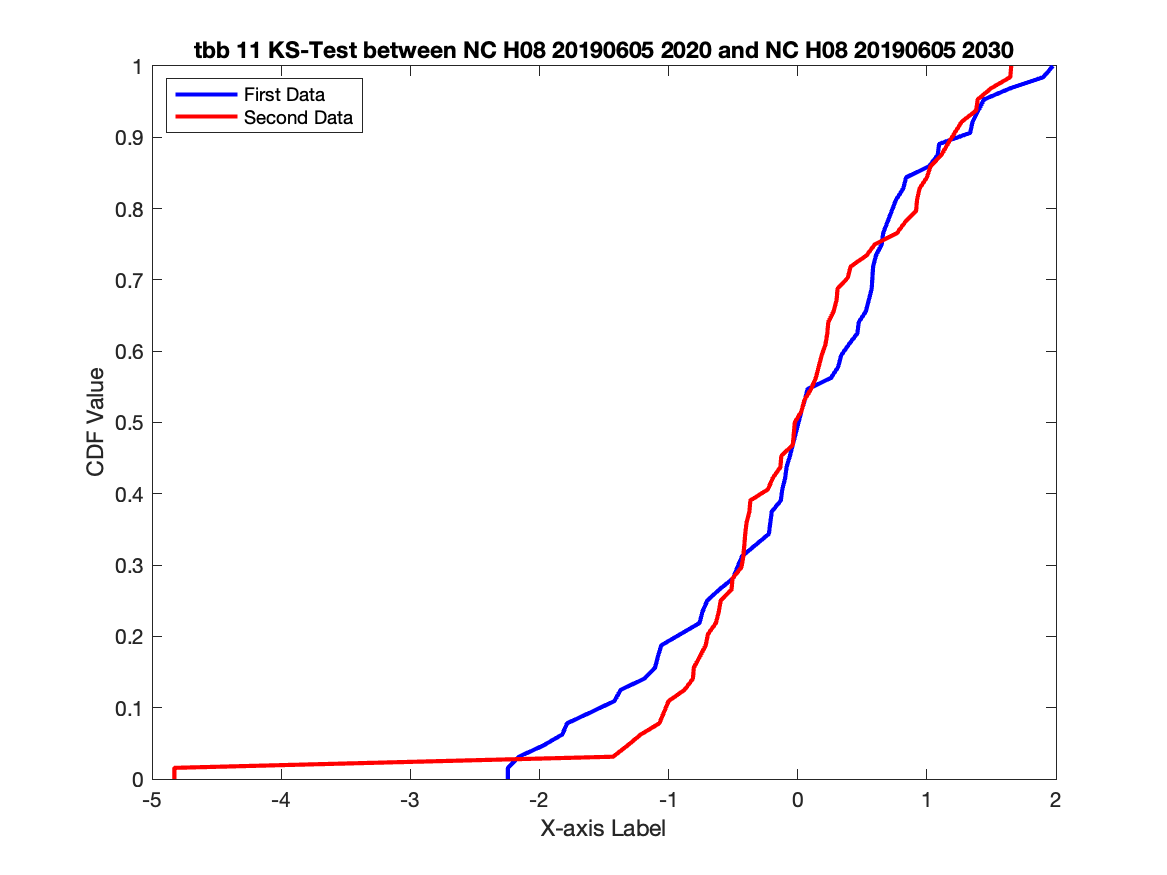 tbb 11 KS-Test between NC H08 20190605 2020 and NC H08 20190605 2030
First Data
Second Data
1
0.9
0.8
0.7
0.6
0.5
0.4
0.3
0.2
0.1
0
CDF Value
-5 -4 -3 -2 -1 0 1 2
X-axis Label